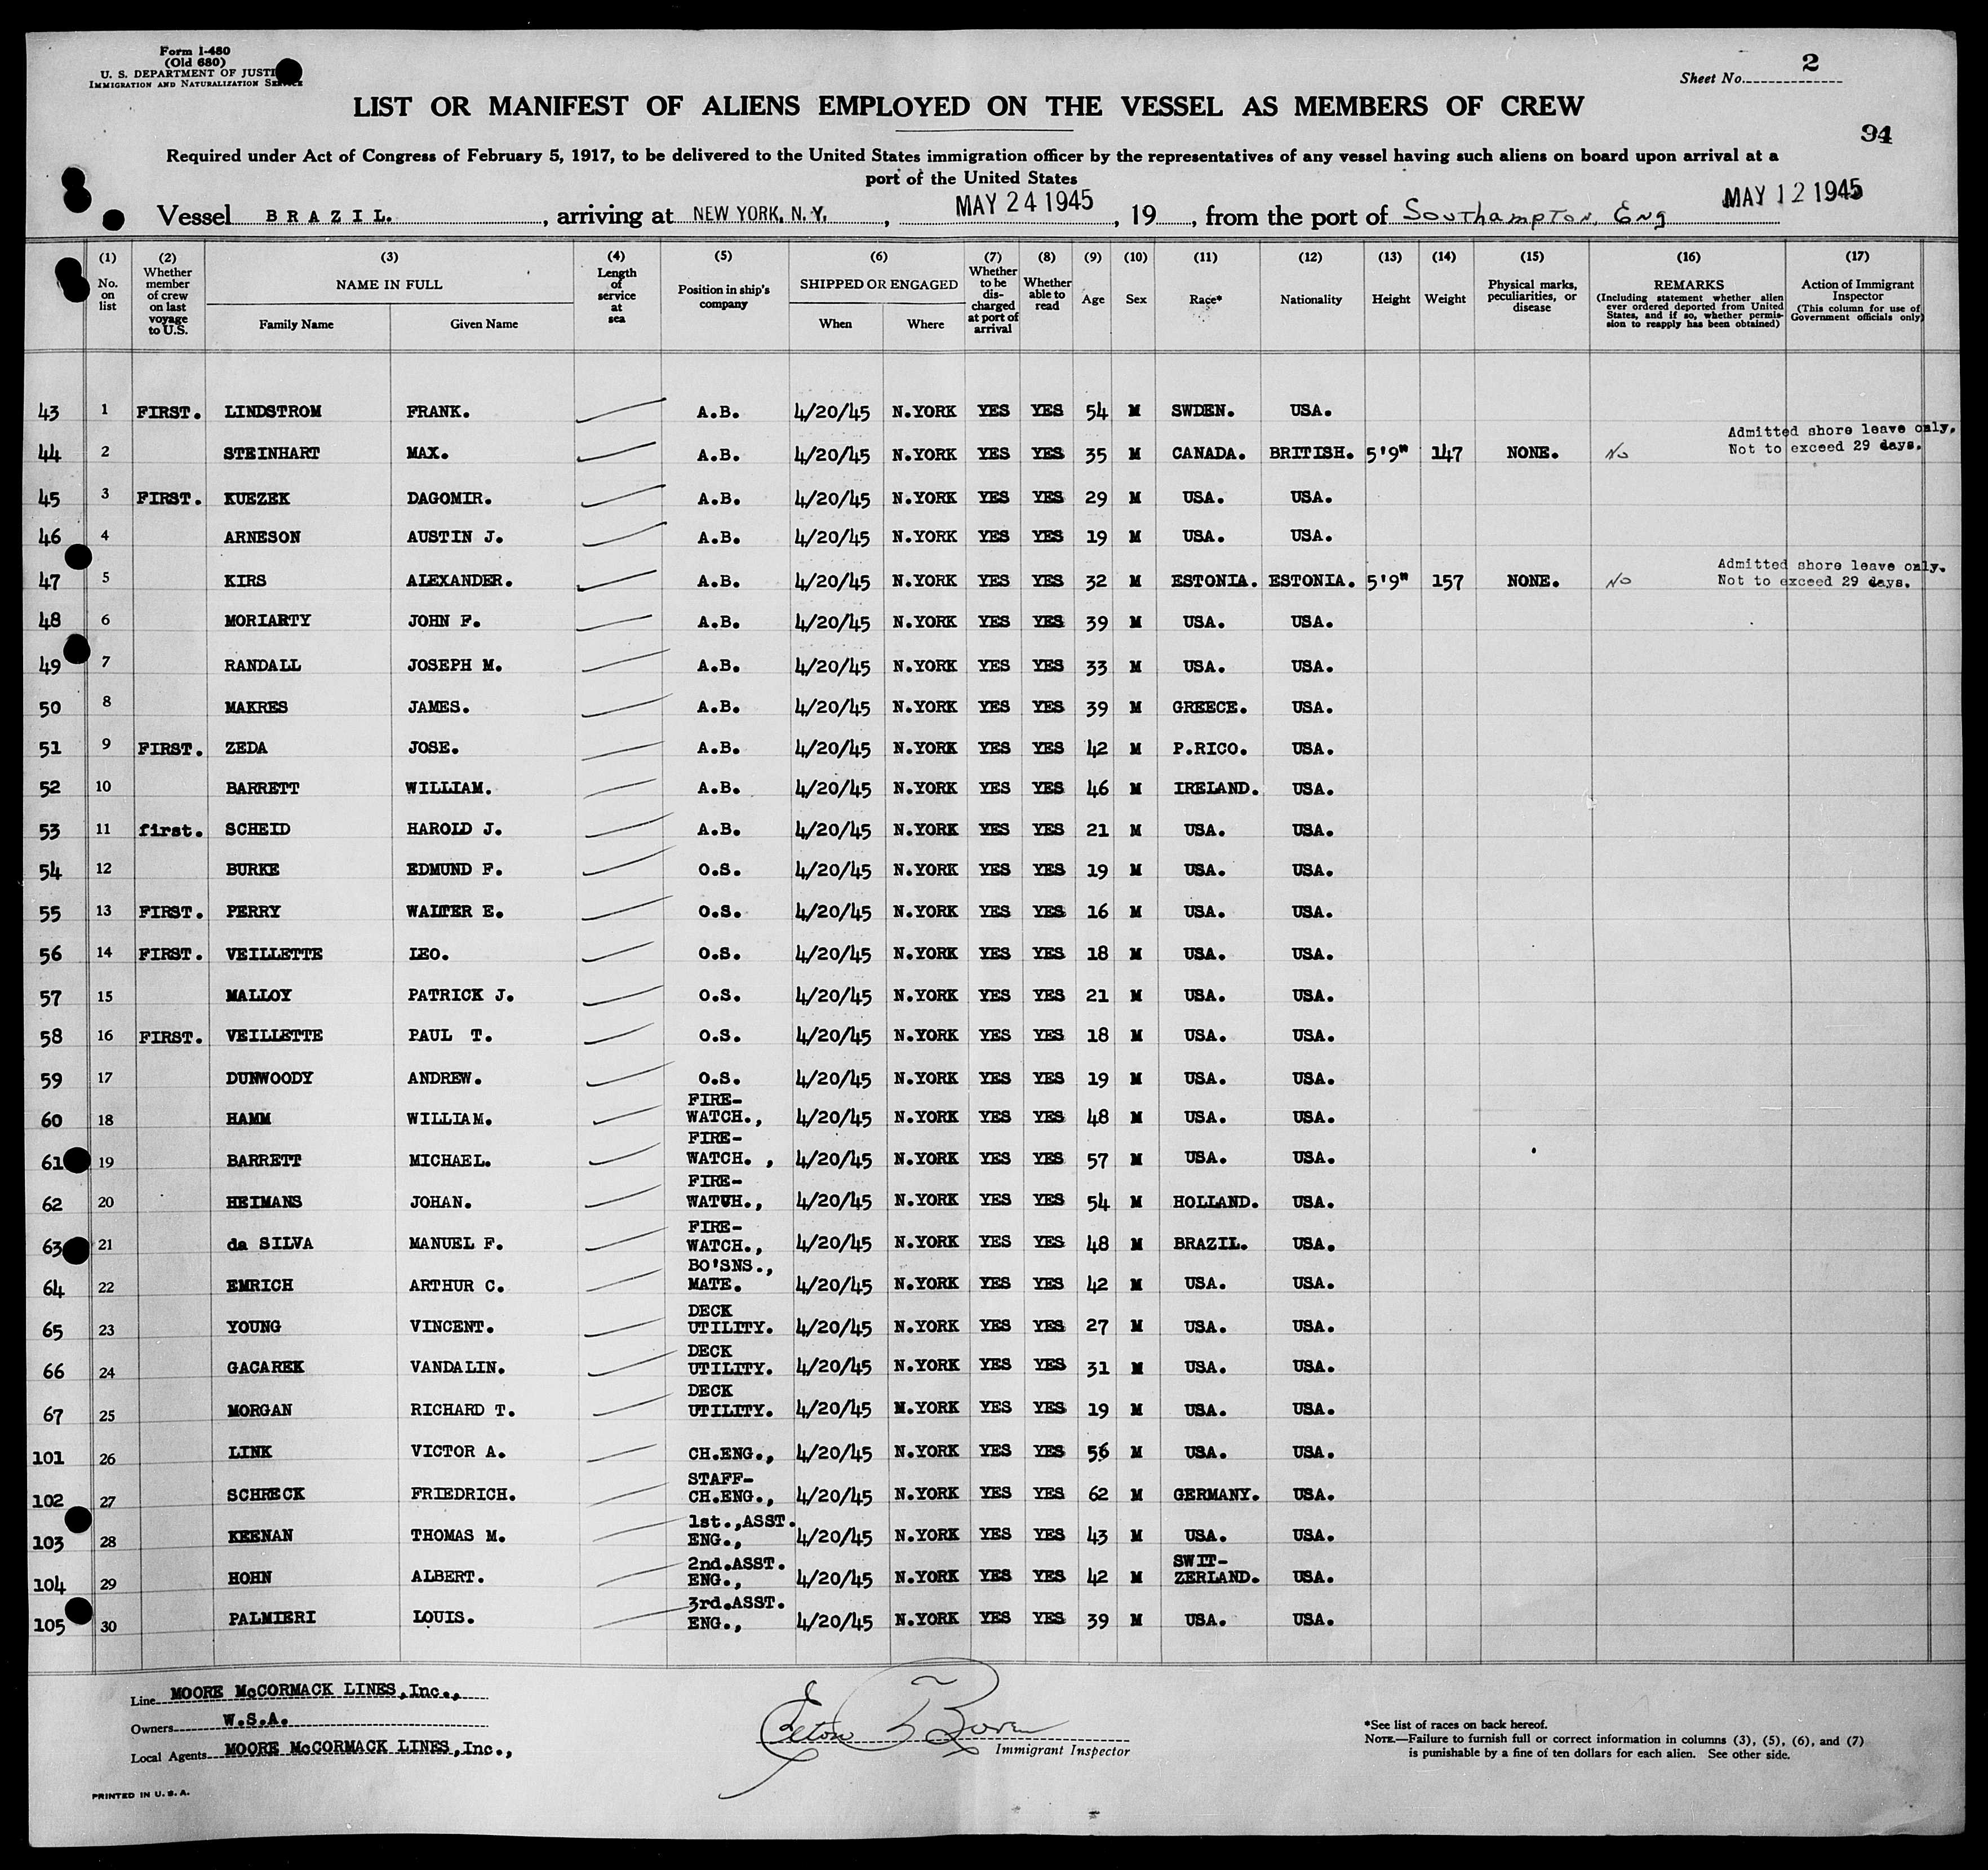 Form I-480
(Old 680)
U. S. DEPARTMENT OF JUSTI
IMMIGRATION AND NATURALIZATION SERVICE
Sheet No. 2
LIST OR MANIFEST OF ALIENS EMPLOYED ON THE VESSEL AS MEMBERS OF CREW
94
Required under Act of Congress of February 5, 1917, to be delivered to the United States immigration officer by the representatives of any vessel having such aliens on board upon arrival at a
port of the United States
Vessel BRAZIL. , arriving at NEW YORK, N.Y. , MAY 24 1945 , 19 , from the port of Southampton, Eng MAY 12 1945
(1) No. on list
(2) Whether member of crew on last voyage to U.S.
(3) NAME IN FULL
Family Name Given Name
(4) Length of service at sea
(5) Position in ship's company
(6) SHIPPED OR ENGAGED
When Where
(7) Whether to be discharged at port of arrival
(8) Whether able to read
(9) Age
(10) Sex
(11) Race*
(12) Nationality
(13) Height
(14) Weight
(15) Physical marks, peculiarities, or disease
(16) REMARKS (Including statement whether alien ever ordered deported from United States, and if so, whether permission to reapply has been obtained)
(17) Action of Immigrant Inspector (This column for use of Government officials only)
43 1 FIRST. LINDSTROM FRANK. A.B. 4/20/45 N.YORK YES YES 54 M SWDEN. USA.
44 2 STEINHART MAX. A.B. 4/20/45 N.YORK YES YES 35 M CANADA. BRITISH. 5'9" 147 NONE. No Admitted shore leave only. Not to exceed 29 days.
45 3 FIRST. KUEZEK DAGOMIR. A.B. 4/20/45 N.YORK YES YES 29 M USA. USA.
46 4 ARNESON AUSTIN J. A.B. 4/20/45 N.YORK YES YES 19 M USA. USA.
47 5 KIRS ALEXANDER. A.B. 4/20/45 N.YORK YES YES 32 M ESTONIA. ESTONIA. 5'9" 157 NONE. No Admitted shore leave only. Not to exceed 29 days.
48 6 MORIARTY JOHN F. A.B. 4/20/45 N.YORK YES YES 39 M USA. USA.
49 7 RANDALL JOSEPH M. A.B. 4/20/45 N.YORK YES YES 33 M USA. USA.
50 8 MAKRES JAMES. A.B. 4/20/45 N.YORK YES YES 39 M GREECE. USA.
51 9 FIRST. ZEDA JOSE. A.B. 4/20/45 N.YORK YES YES 42 M P.RICO. USA.
52 10 BARRETT WILLIAM. A.B. 4/20/45 N.YORK YES YES 46 M IRELAND. USA.
53 11 first. SCHEID HAROLD J. A.B. 4/20/45 N.YORK YES YES 21 M USA. USA.
54 12 BURKE EDMUND F. O.S. 4/20/45 N.YORK YES YES 19 M USA. USA.
55 13 FIRST. PERRY WALTER E. O.S. 4/20/45 N.YORK YES YES 16 M USA. USA.
56 14 FIRST. VEILLETTE LEO. O.S. 4/20/45 N.YORK YES YES 18 M USA. USA.
57 15 MALLOY PATRICK J. O.S. 4/20/45 N.YORK YES YES 21 M USA. USA.
58 16 FIRST. VEILLETTE PAUL T. O.S. 4/20/45 N.YORK YES YES 18 M USA. USA.
59 17 DUNWOODY ANDREW. O.S. 4/20/45 N.YORK YES YES 19 M USA. USA.
60 18 HAMM WILLIAM. FIRE-WATCH., 4/20/45 N.YORK YES YES 48 M USA. USA.
61 19 BARRETT MICHAEL. FIRE-WATCH. , 4/20/45 N.YORK YES YES 57 M USA. USA.
62 20 HEIMANS JOHAN. FIRE-WATCH., 4/20/45 N.YORK YES YES 54 M HOLLAND. USA.
63 21 da SILVA MANUEL F. FIRE-WATCH., 4/20/45 N.YORK YES YES 48 M BRAZIL. USA.
64 22 EMRICH ARTHUR C. BO'SNS., MATE. 4/20/45 N.YORK YES YES 42 M USA. USA.
65 23 YOUNG VINCENT. DECK UTILITY. 4/20/45 N.YORK YES YES 27 M USA. USA.
66 24 GACAREK VANDALIN. DECK UTILITY. 4/20/45 N.YORK YES YES 31 M USA. USA.
67 25 MORGAN RICHARD T. DECK UTILITY. 4/20/45 N.YORK YES YES 19 M USA. USA.
101 26 LINK VICTOR A. CH.ENG., 4/20/45 N.YORK YES YES 56 M USA. USA.
102 27 SCHRECK FRIEDRICH. STAFF-CH.ENG., 4/20/45 N.YORK YES YES 62 M GERMANY. USA.
103 28 KEENAN THOMAS M. 1st.,ASST. ENG., 4/20/45 N.YORK YES YES 43 M USA. USA.
104 29 HOHN ALBERT. 2nd.ASST. ENG., 4/20/45 N.YORK YES YES 42 M SWIT-ZERLAND. USA.
105 30 PALMIERI LOUIS. 3rd.ASST. ENG., 4/20/45 N.YORK YES YES 39 M USA. USA.
Line MOORE McCORMACK LINES,Inc.,
Owners W.S.A.
Local Agents MOORE McCORMACK LINES,Inc.,
Immigrant Inspector
*See list of races on back hereof.
NOTE.—Failure to furnish full or correct information in columns (3), (5), (6), and (7)
is punishable by a fine of ten dollars for each alien. See other side.
PRINTED IN U. S. A.